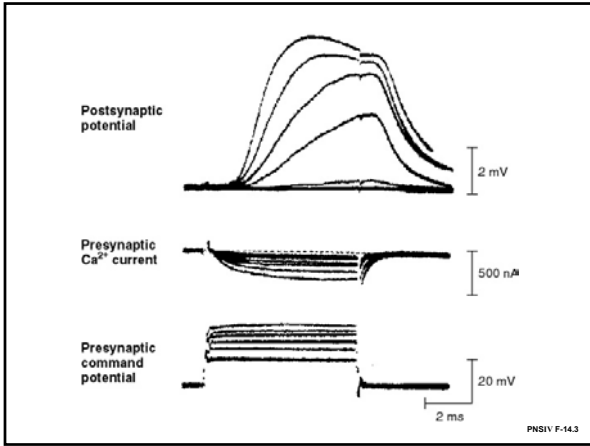 Postsynaptic
potential
2 mV
Presynaptic
Ca²⁺ current
500 nA
Presynaptic
command
potential
20 mV
2 ms
PNSIV F-14.3